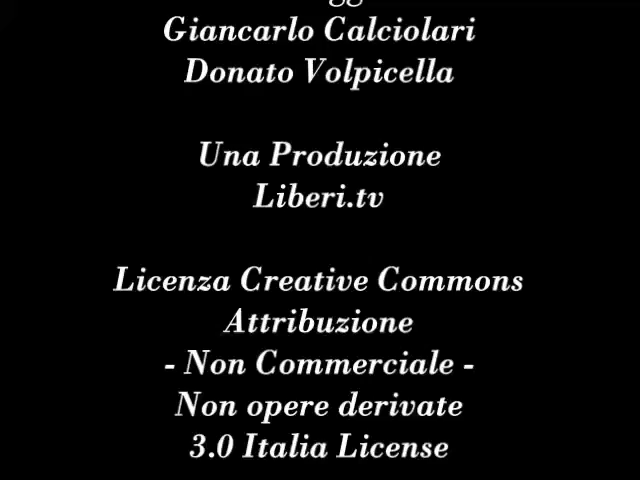 Giancarlo Calciolari
Donato Volpicella
Una Produzione
Liberi.tv
Licenza Creative Commons
Attribuzione
- Non Commerciale -
Non opere derivate
3.0 Italia License